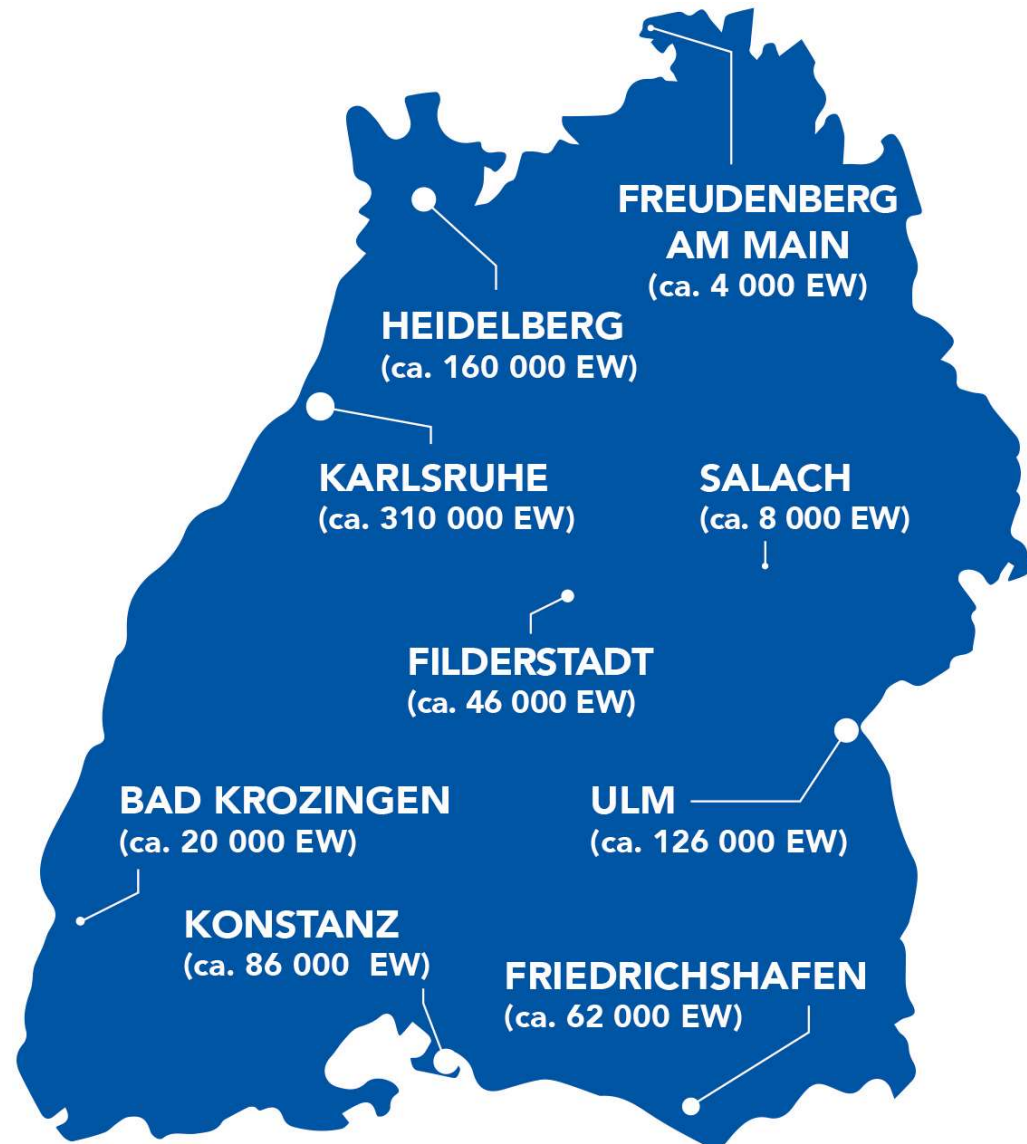 FREUDENBERG
AM MAIN
(ca. 4 000 EW)
HEIDELBERG
(ca. 160 000 EW)
KARLSRUHE
(ca. 310 000 EW)
SALACH
(ca. 8 000 EW)
FILDERSTADT
(ca. 46 000 EW)
BAD KROZINGEN
(ca. 20 000 EW)
ULM
(ca. 126 000 EW)
KONSTANZ
(ca. 86 000 EW)
FRIEDRICHSHAFEN
(ca. 62 000 EW)